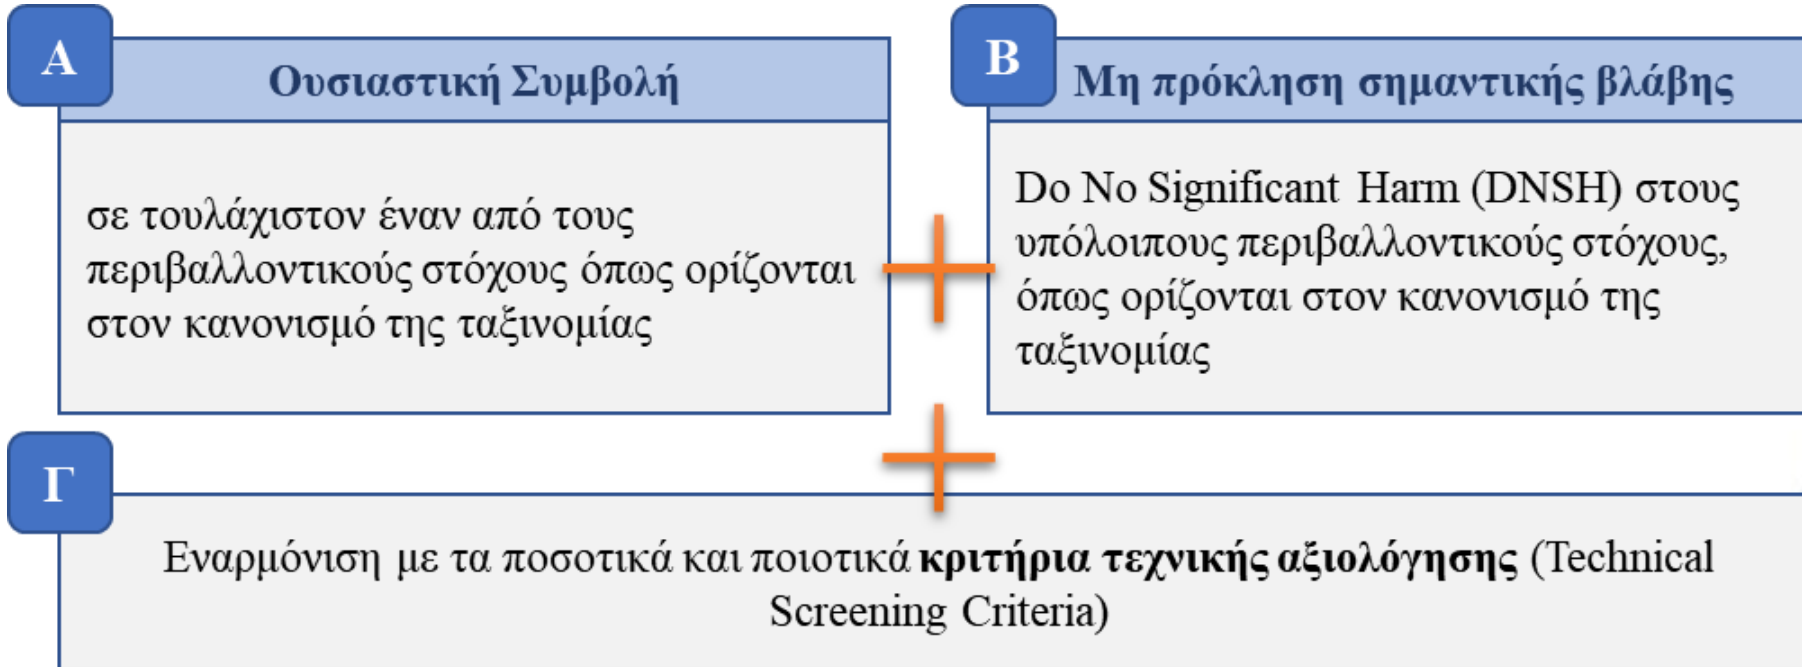 Α
Ουσιαστική Συμβολή
σε τουλάχιστον έναν από τους
περιβαλλοντικούς στόχους όπως ορίζονται
στον κανονισμό της ταξινομίας
Β
Μη πρόκληση σημαντικής βλάβης
Do No Significant Harm (DNSH) στους
υπόλοιπους περιβαλλοντικούς στόχους,
όπως ορίζονται στον κανονισμό της
ταξινομίας
Γ
Εναρμόνιση με τα ποσοτικά και ποιοτικά κριτήρια τεχνικής αξιολόγησης (Technical
Screening Criteria)